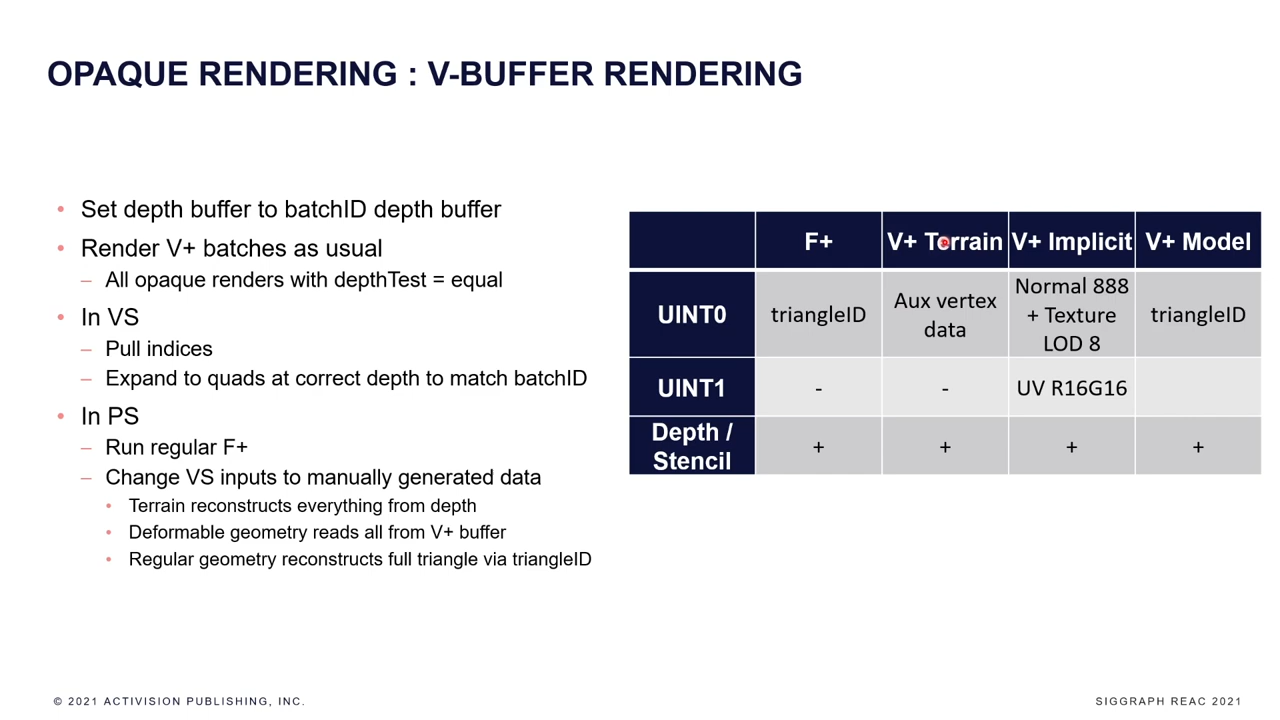 OPAQUE RENDERING : V-BUFFER RENDERING
• Set depth buffer to batchID depth buffer
• Render V+ batches as usual
– All opaque renders with depthTest = equal
• In VS
– Pull indices
– Expand to quads at correct depth to match batchID
• In PS
– Run regular F+
– Change VS inputs to manually generated data
• Terrain reconstructs everything from depth
• Deformable geometry reads all from V+ buffer
• Regular geometry reconstructs full triangle via triangleID
F+ V+ Terrain V+ Implicit V+ Model
UINT0 triangleID Aux vertex data Normal 888 + Texture LOD 8 triangleID
UINT1 - - UV R16G16
Depth / Stencil + + + +
© 2021 ACTIVISION PUBLISHING, INC.
SIGGRAPH REAC 2021